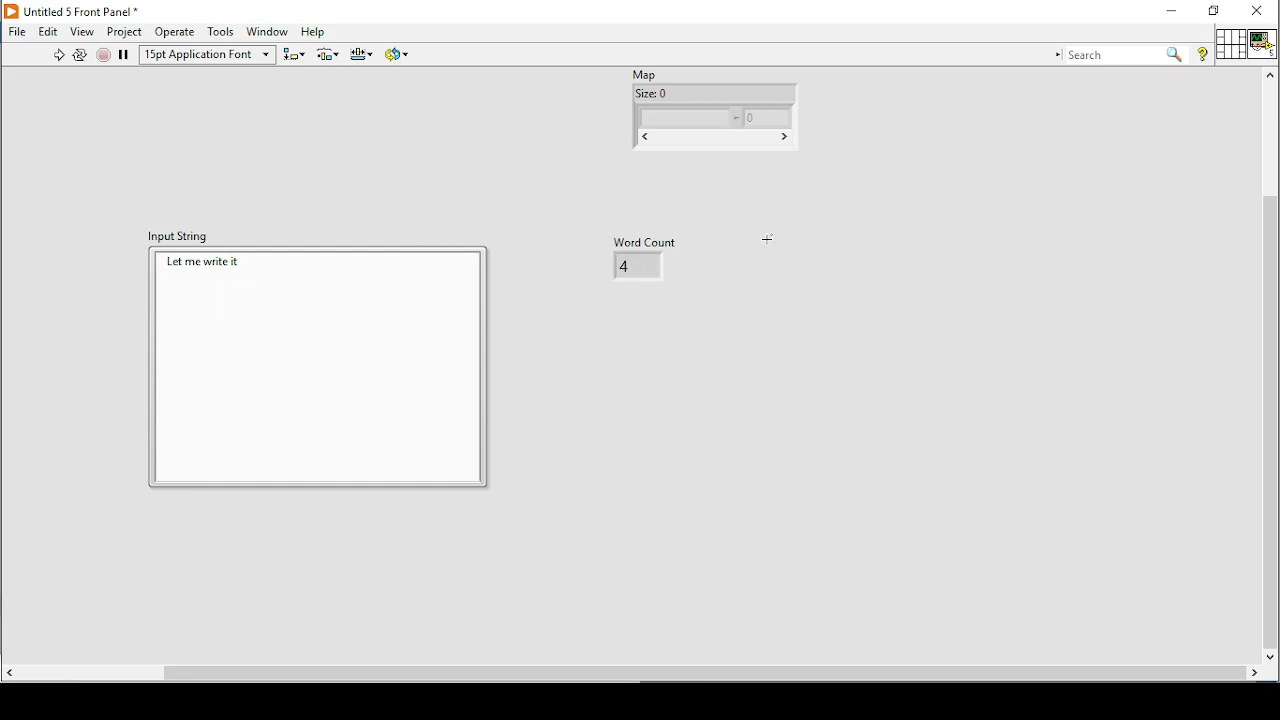 Untitled 5 Front Panel *
File Edit View Project Operate Tools Window Help
15pt Application Font
Search
?
5
Map
Size: 0
0
Input String
Let me write it
Word Count
4